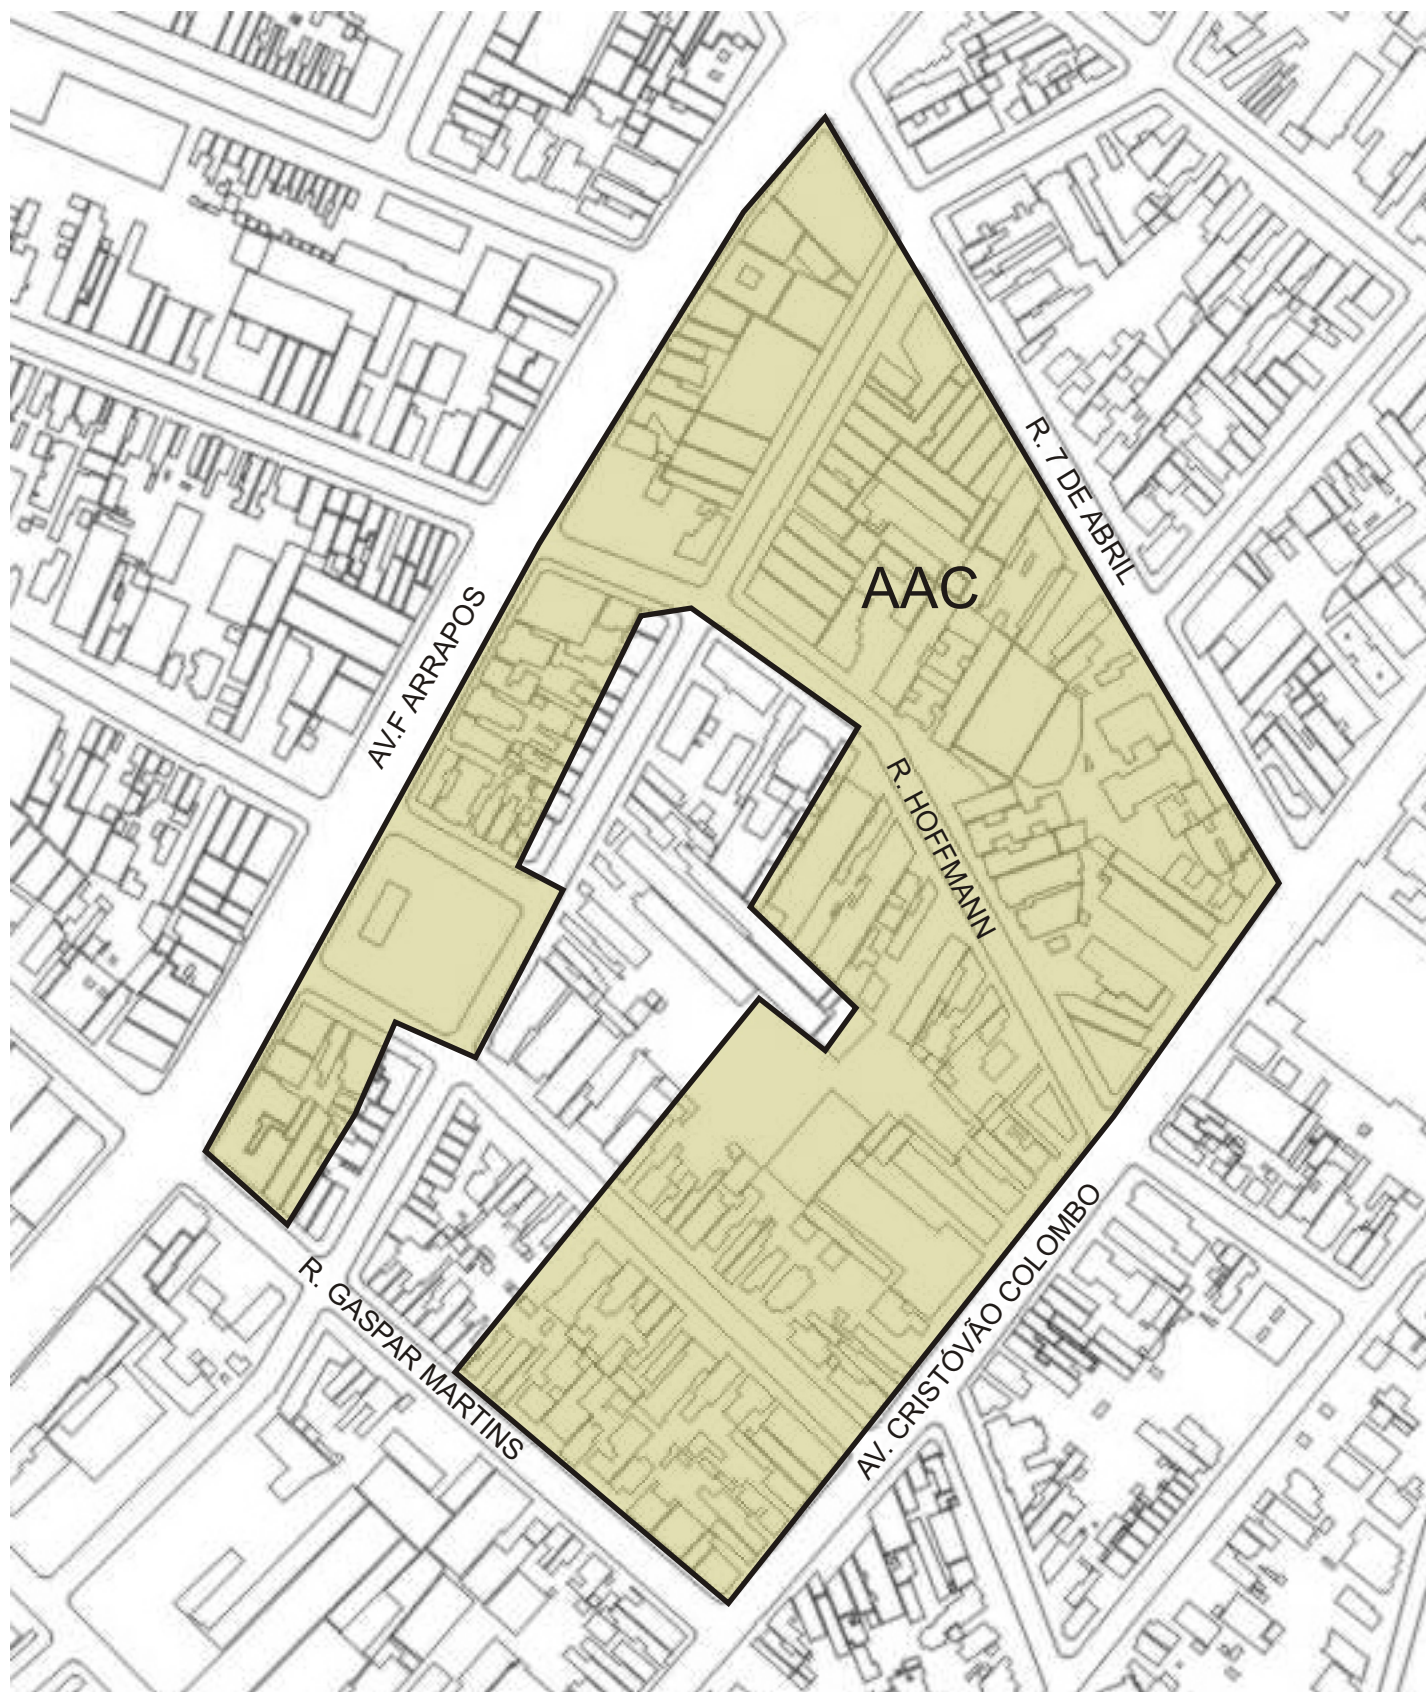 R. 7 DE ABRIL
AAC
AV.F ARRAPOS
R. HOFFMANN
AV. CRISTÓVÃO COLOMBO
R. GASPAR MARTINS